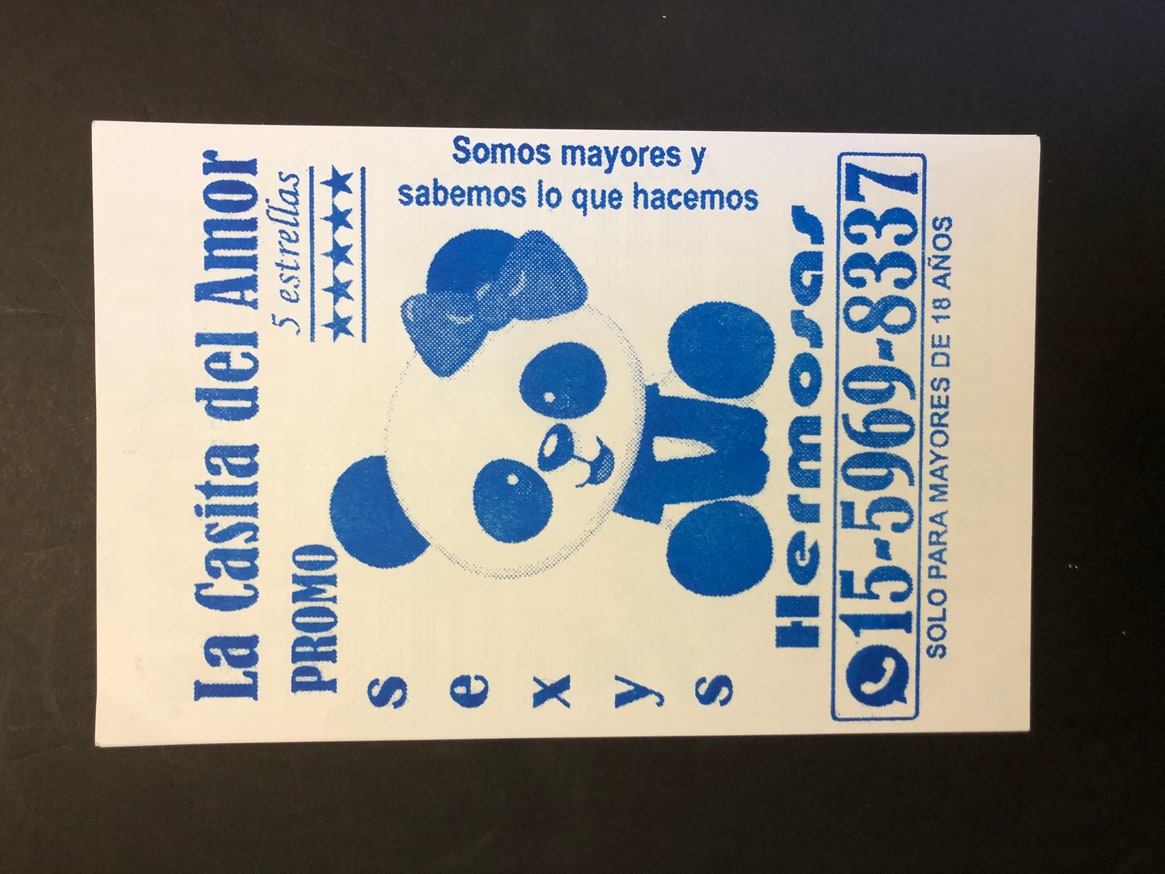 La Casita del Amor
PROMO
5 estrellas
sexys
Somos mayores y
sabemos lo que hacemos
Hermosas
15-5969-8337
SOLO PARA MAYORES DE 18 AÑOS